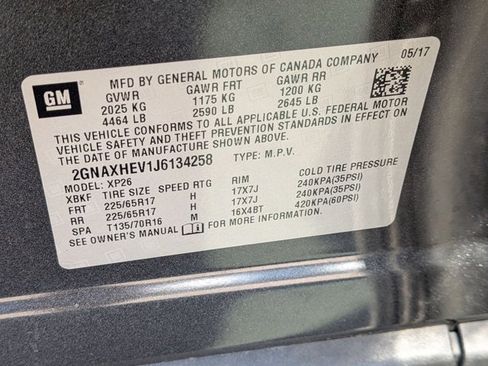 GM
MFD BY GENERAL MOTORS OF CANADA COMPANY 05/17
GVWR GAWR FRT GAWR RR
2025 KG 1175 KG 1200 KG
4464 LB 2590 LB 2645 LB
THIS VEHICLE CONFORMS TO ALL APPLICABLE U.S. FEDERAL MOTOR
VEHICLE SAFETY AND THEFT PREVENTION STANDARDS IN EFFECT ON
THE DATE OF MANUFACTURE SHOWN ABOVE.
2GNAXHEV1J6134258 TYPE: M.P.V.
MODEL: XP26
XBKF TIRE SIZE SPEED RTG RIM COLD TIRE PRESSURE
FRT 225/65R17 H 17X7J 240KPA(35PSI)
RR 225/65R17 H 17X7J 240KPA(35PSI)
SPA T135/70R16 M 16X4BT 420KPA(60PSI)
SEE OWNER'S MANUAL FOR MORE INFORMATION.